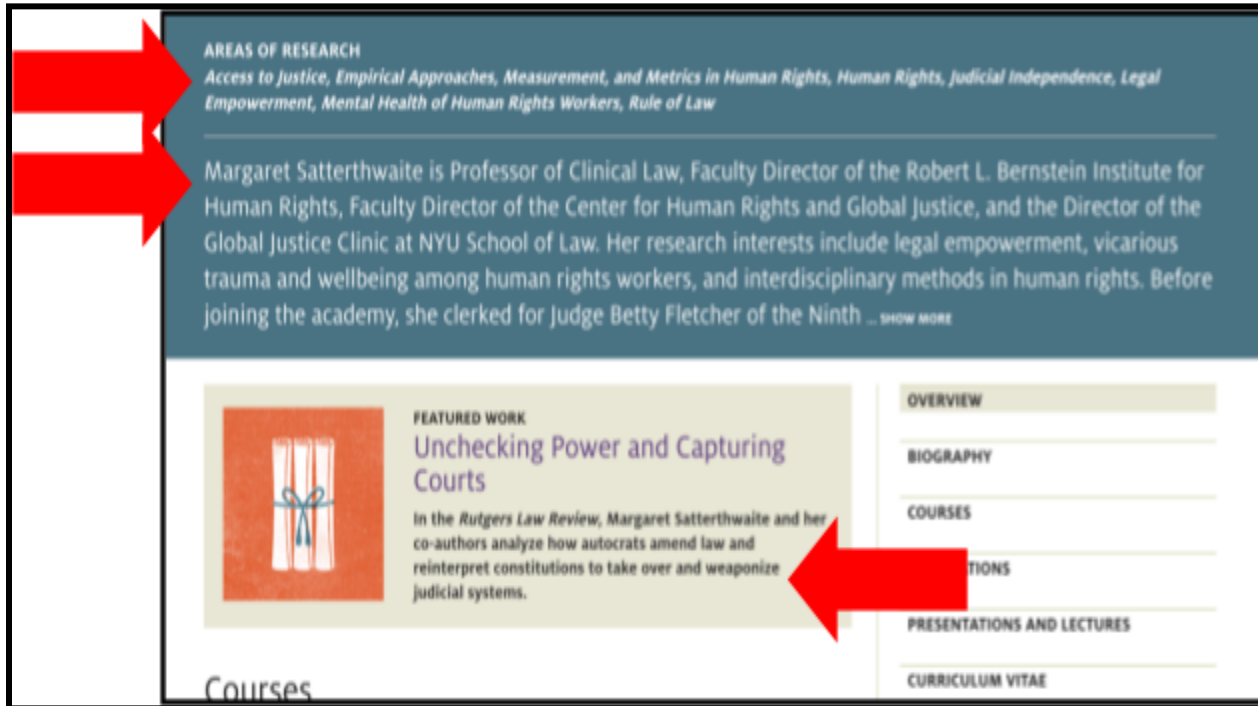 AREAS OF RESEARCH
Access to Justice, Empirical Approaches, Measurement, and Metrics in Human Rights, Human Rights, Judicial Independence, Legal
Empowerment, Mental Health of Human Rights Workers, Rule of Law
Margaret Satterthwaite is Professor of Clinical Law, Faculty Director of the Robert L. Bernstein Institute for
Human Rights, Faculty Director of the Center for Human Rights and Global Justice, and the Director of the
Global Justice Clinic at NYU School of Law. Her research interests include legal empowerment, vicarious
trauma and wellbeing among human rights workers, and interdisciplinary methods in human rights. Before
joining the academy, she clerked for Judge Betty Fletcher of the Ninth ... SHOW MORE
FEATURED WORK
Unchecking Power and Capturing
Courts
In the Rutgers Law Review, Margaret Satterthwaite and her
co-authors analyze how autocrats amend law and
reinterpret constitutions to take over and weaponize
judicial systems.
Courses
OVERVIEW
BIOGRAPHY
COURSES
TIONS
PRESENTATIONS AND LECTURES
CURRICULUM VITAE